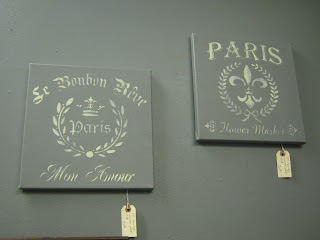 Le Bonbon Rêve
Paris
Mon Amour
PARIS
Flower Market